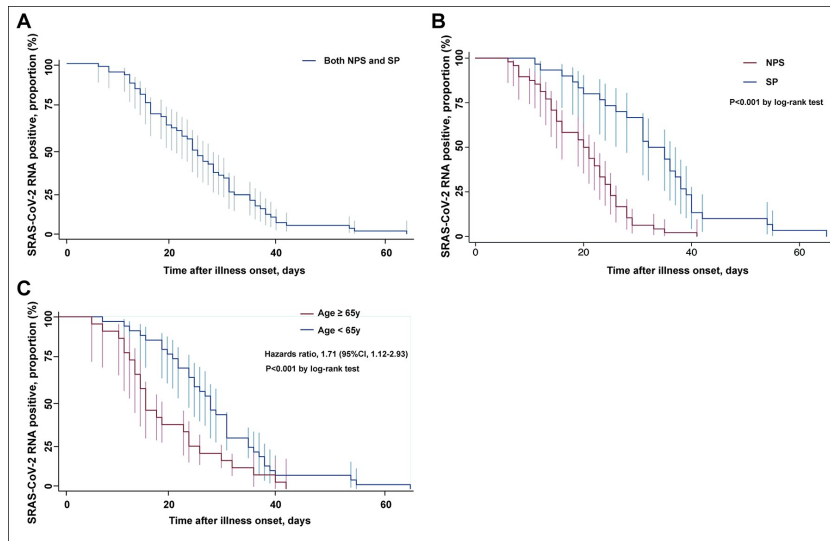 A
SRAS-CoV-2 RNA positive, proportion (%)
100
75
50
25
0
Both NPS and SP
0 20 40 60
Time after illness onset, days
B
SRAS-CoV-2 RNA positive, proportion (%)
100
75
50
25
0
NPS
SP
P<0.001 by log-rank test
0 20 40 60
Time after illness onset, days
C
SRAS-CoV-2 RNA positive, proportion (%)
100
75
50
25
0
Age ≥ 65y
Age < 65y
Hazards ratio, 1.71 (95%CI, 1.12-2.93)
P<0.001 by log-rank test
0 20 40 60
Time after illness onset, days